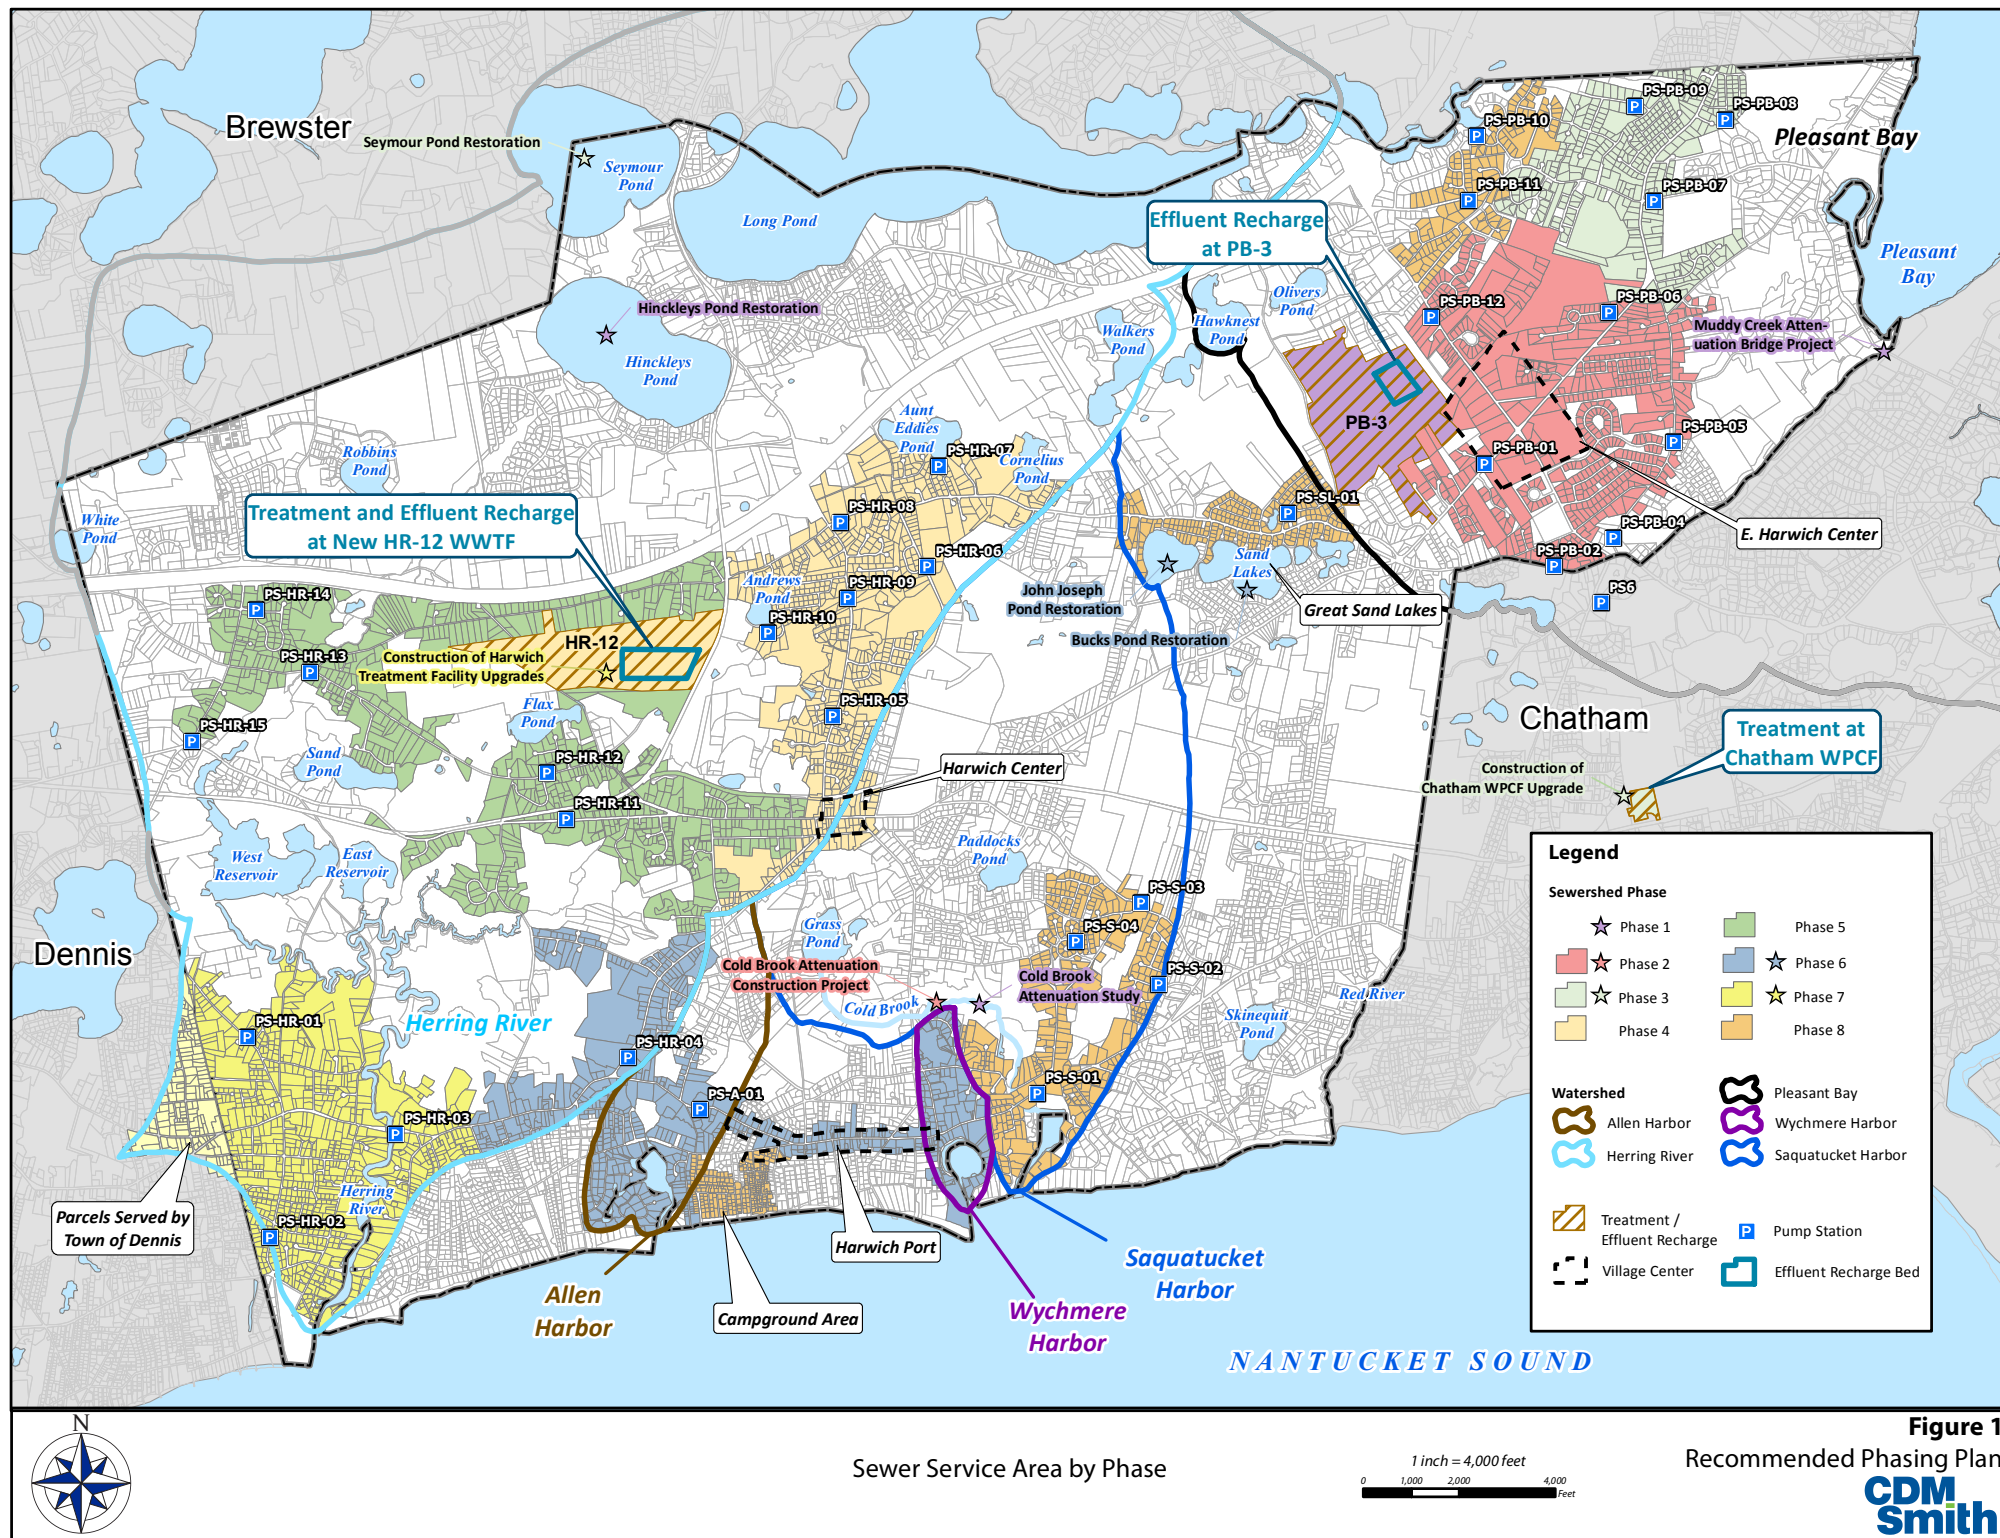 Brewster
Seymour Pond Restoration
Seymour
Pond
Long Pond
PS-PB-09
PS-PB-08
PS-PB-10
Pleasant Bay
PS-PB-11
PS-PB-07
Effluent Recharge
at PB-3
Pleasant
Bay
Hinckleys Pond Restoration
Hinckleys
Pond
Olivers
Pond
Hawknest
Pond
Walkers
Pond
PS-PB-12
PS-PB-06
Muddy Creek Atten-
uation Bridge Project
PB-3
Aunt
Eddies
Pond
PS-HR-07
Cornelius
Pond
PS-PB-05
PS-PB-01
Robbins
Pond
White
Pond
Treatment and Effluent Recharge
at New HR-12 WWTF
PS-HR-08
PS-SL-01
PS-PB-04
E. Harwich Center
PS-HR-06
PS-PB-02
Sand
Lakes
PS-HR-09
Andrews
Pond
John Joseph
Pond Restoration
PS6
Great Sand Lakes
PS-HR-14
PS-HR-10
Bucks Pond Restoration
HR-12
PS-HR-13
Construction of Harwich
Treatment Facility Upgrades
PS-HR-05
Flax
Pond
PS-HR-15
Chatham
Treatment at
Chatham WPCF
Sand
Pond
PS-HR-12
Harwich Center
Construction of
Chatham WPCF Upgrade
PS-HR-11
West
Reservoir
East
Reservoir
Paddocks
Pond
PS-S-03
Grass
Pond
PS-S-04
Dennis
Cold Brook Attenuation
Construction Project
Cold Brook
Attenuation Study
PS-S-02
Cold Brook
Red River
Skinequit
Pond
PS-HR-01
Herring River
PS-HR-04
PS-S-01
PS-A-01
PS-HR-03
Herring
River
Parcels Served by
Town of Dennis
PS-HR-02
Harwich Port
Campground Area
Allen
Harbor
Saquatucket
Harbor
Wychmere
Harbor
NANTUCKET SOUND
Legend
Sewershed Phase
Phase 1
Phase 5
Phase 2
Phase 6
Phase 3
Phase 7
Phase 4
Phase 8
Watershed
Pleasant Bay
Allen Harbor
Wychmere Harbor
Herring River
Saquatucket Harbor
Treatment /
Effluent Recharge
P Pump Station
Village Center
Effluent Recharge Bed
N
Sewer Service Area by Phase
1 inch = 4,000 feet
0 1,000 2,000 4,000
Feet
Figure 1
Recommended Phasing Plan
CDM
Smith